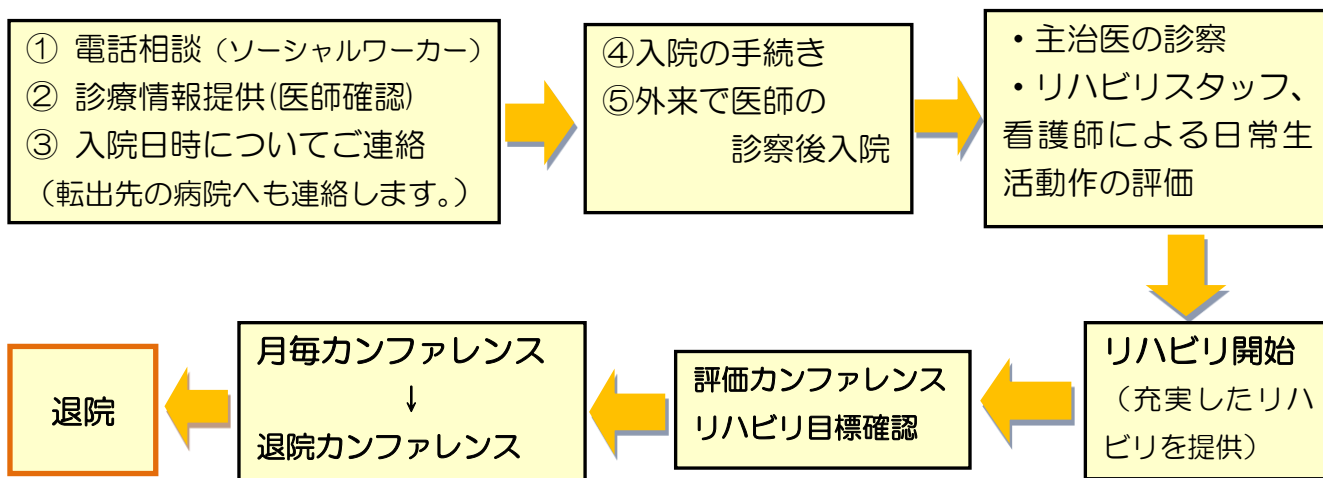 ① 電話相談（ソーシャルワーカー）
② 診療情報提供(医師確認)
③ 入院日時についてご連絡
（転出先の病院へも連絡します。）
④入院の手続き
⑤外来で医師の
診察後入院
・主治医の診察
・リハビリスタッフ、
看護師による日常生
活動作の評価
リハビリ開始
（充実したリハ
ビリを提供）
評価カンファレンス
リハビリ目標確認
月毎カンファレンス
↓
退院カンファレンス
退院